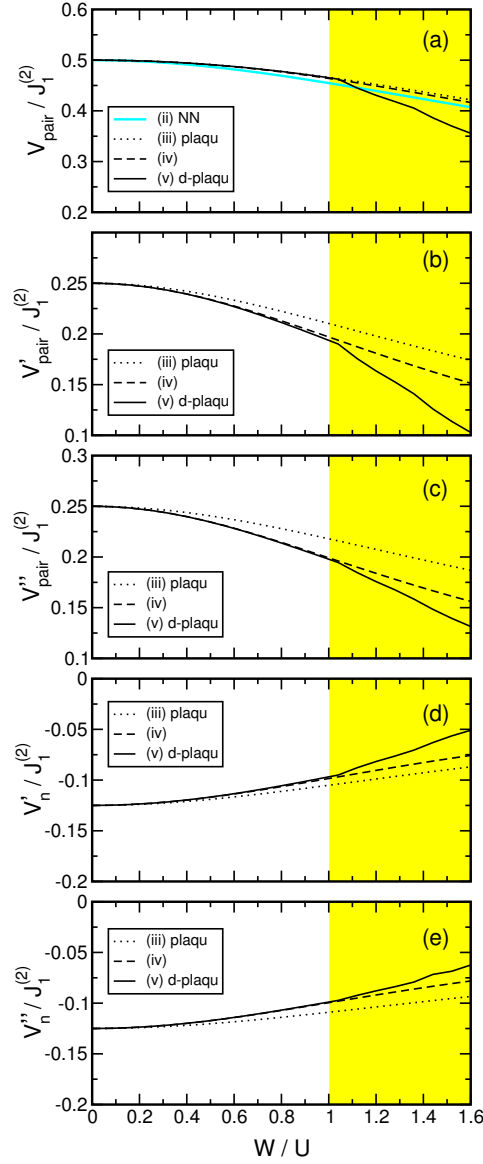 (a)
0.6
0.5
0.4
0.3
0.2
V_pair / J_1^(2)
(ii) NN
(iii) plaqu
(iv)
(v) d-plaqu
(b)
0.25
0.2
0.15
0.1
V'_pair / J_1^(2)
(iii) plaqu
(iv)
(v) d-plaqu
(c)
0.3
0.25
0.2
0.15
0.1
V''_pair / J_1^(2)
(iii) plaqu
(iv)
(v) d-plaqu
(d)
0
-0.05
-0.1
-0.15
-0.2
V'_n / J_1^(2)
(iii) plaqu
(iv)
(v) d-plaqu
(e)
0
-0.05
-0.1
-0.15
-0.2
V''_n / J_1^(2)
(iii) plaqu
(iv)
(v) d-plaqu
0 0.2 0.4 0.6 0.8 1 1.2 1.4 1.6
W / U